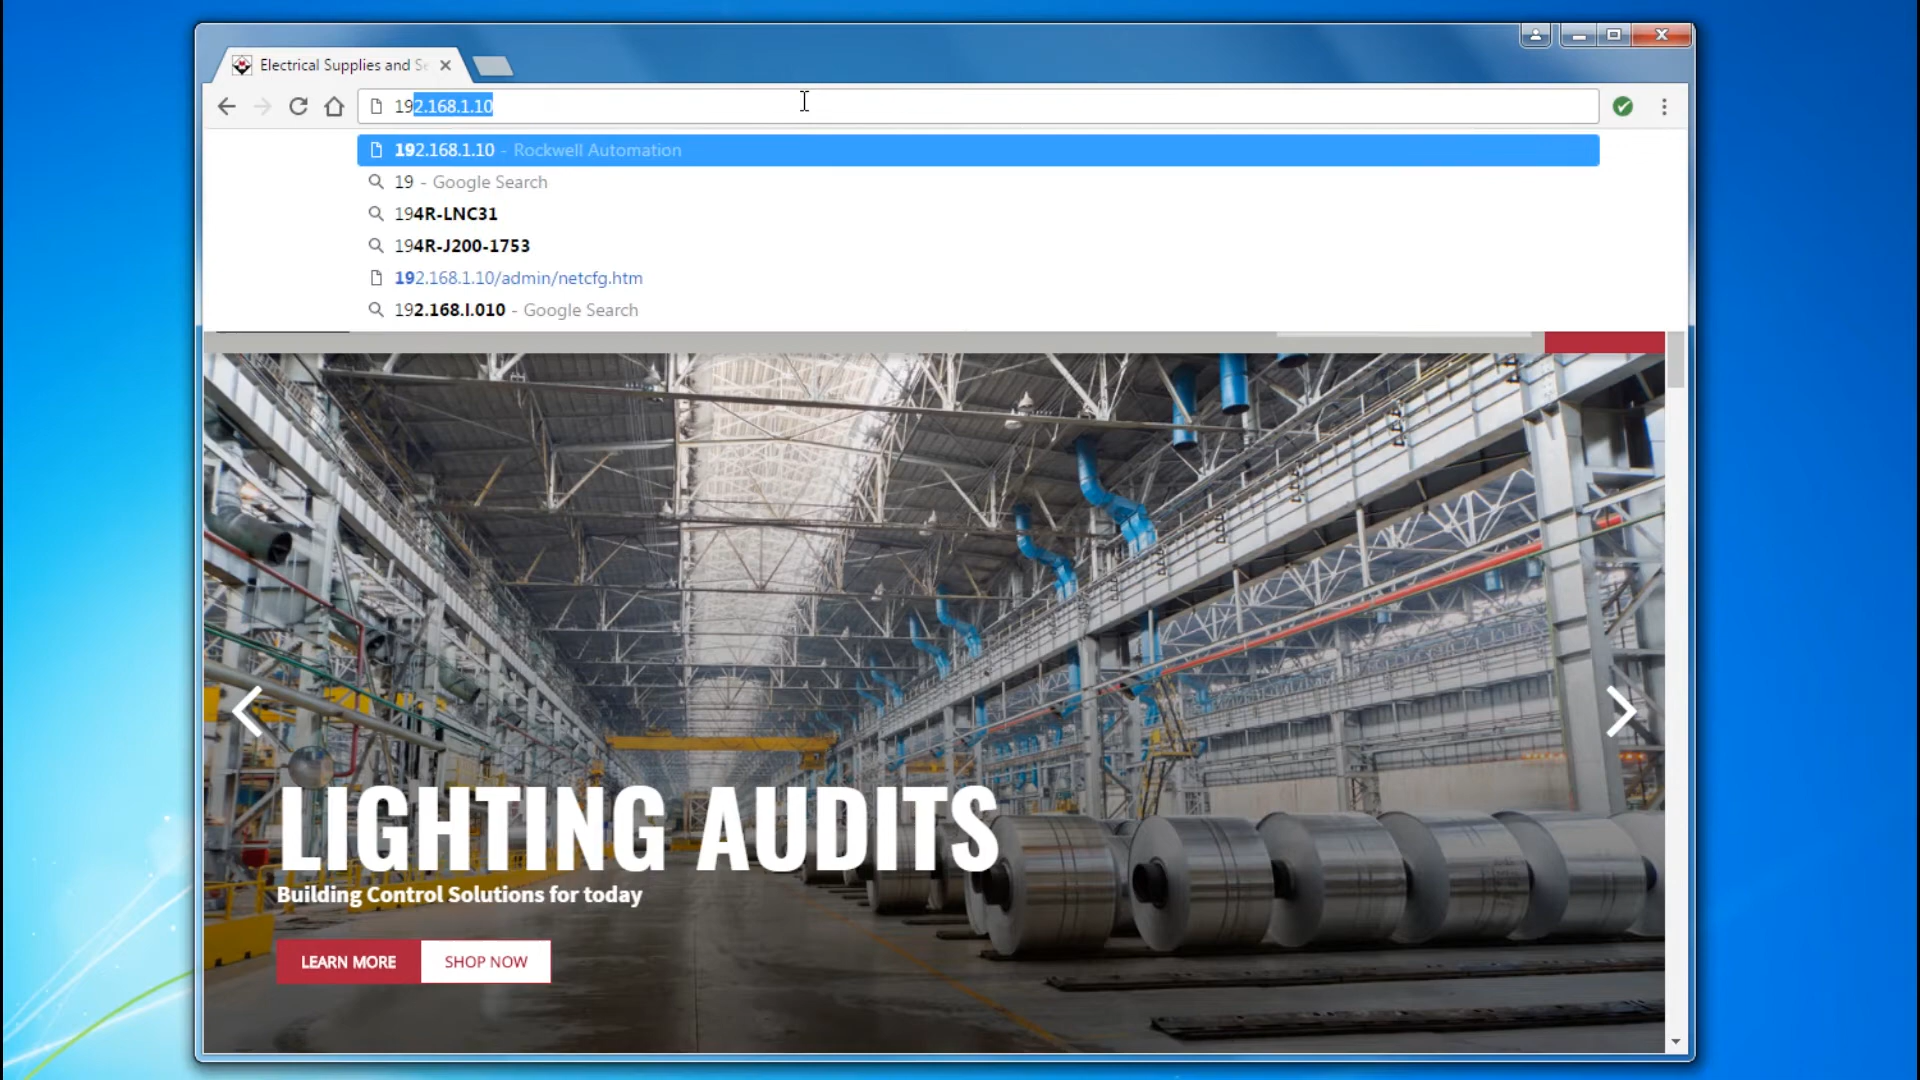 Electrical Supplies and Se
192.168.1.10
192.168.1.10 - Rockwell Automation
19 - Google Search
194R-LNC31
194R-J200-1753
192.168.1.10/admin/netcfg.htm
192.168.l.010 - Google Search
LIGHTING AUDITS
Building Control Solutions for today
LEARN MORE
SHOP NOW